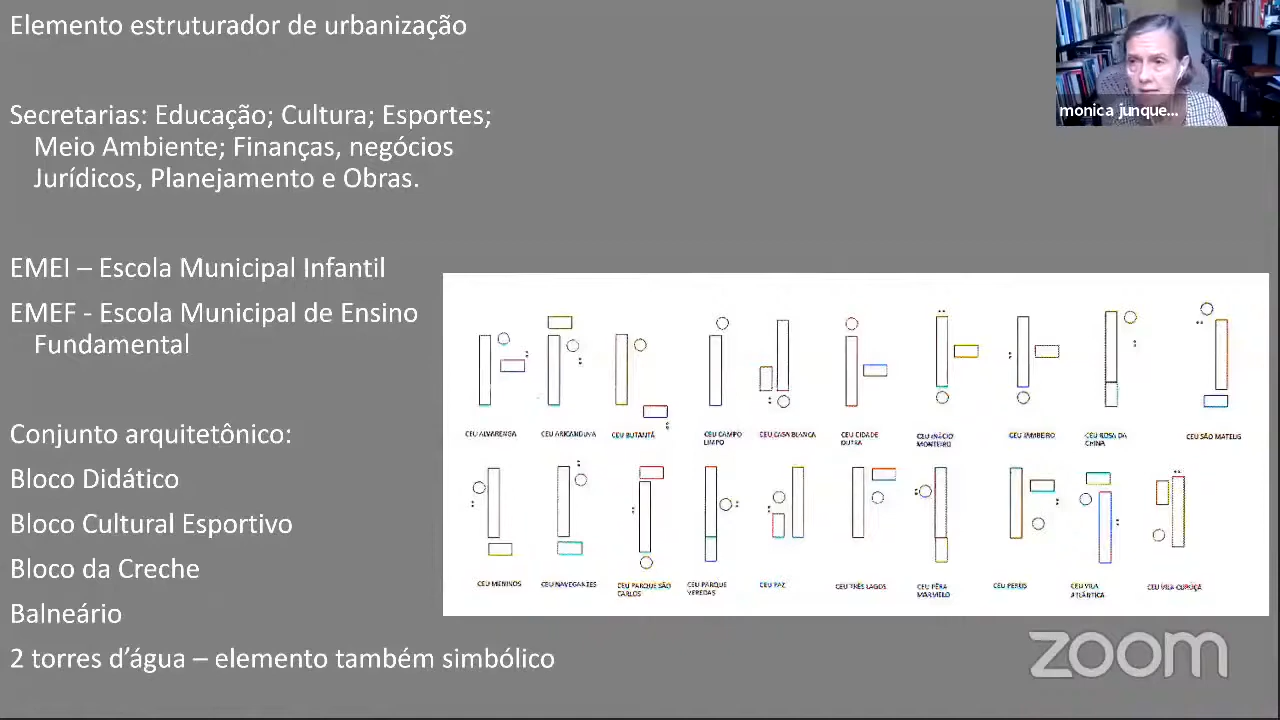 Elemento estruturador de urbanização
monica junque...
Secretarias: Educação; Cultura; Esportes;
Meio Ambiente; Finanças, negócios
Jurídicos, Planejamento e Obras.
EMEI – Escola Municipal Infantil
EMEF - Escola Municipal de Ensino
Fundamental
Conjunto arquitetônico:
Bloco Didático
Bloco Cultural Esportivo
Bloco da Creche
Balneário
2 torres d’água – elemento também simbólico
CEU ALVARENGA
CEU ARICANDUVA
CEU BUTANTÃ
CEU CAMPO
LIMPO
CEU CASA BLANCA
CEU CIDADE
DUTRA
CEU INÁCIO
MONTEIRO
CEU JAMBEIRO
CEU ROSA DA
CHINA
CEU SÃO MATEUS
CEU MENINOS
CEU NAVEGANTES
CEU PARQUE SÃO
CARLOS
CEU PARQUE
VEREDAS
CEU PAZ
CEU TRÊS LAGOS
CEU PÊRA
MARMELO
CEU PERUS
CEU VILA
ATLÂNTICA
CEU VILA CURUÇÁ
zoom